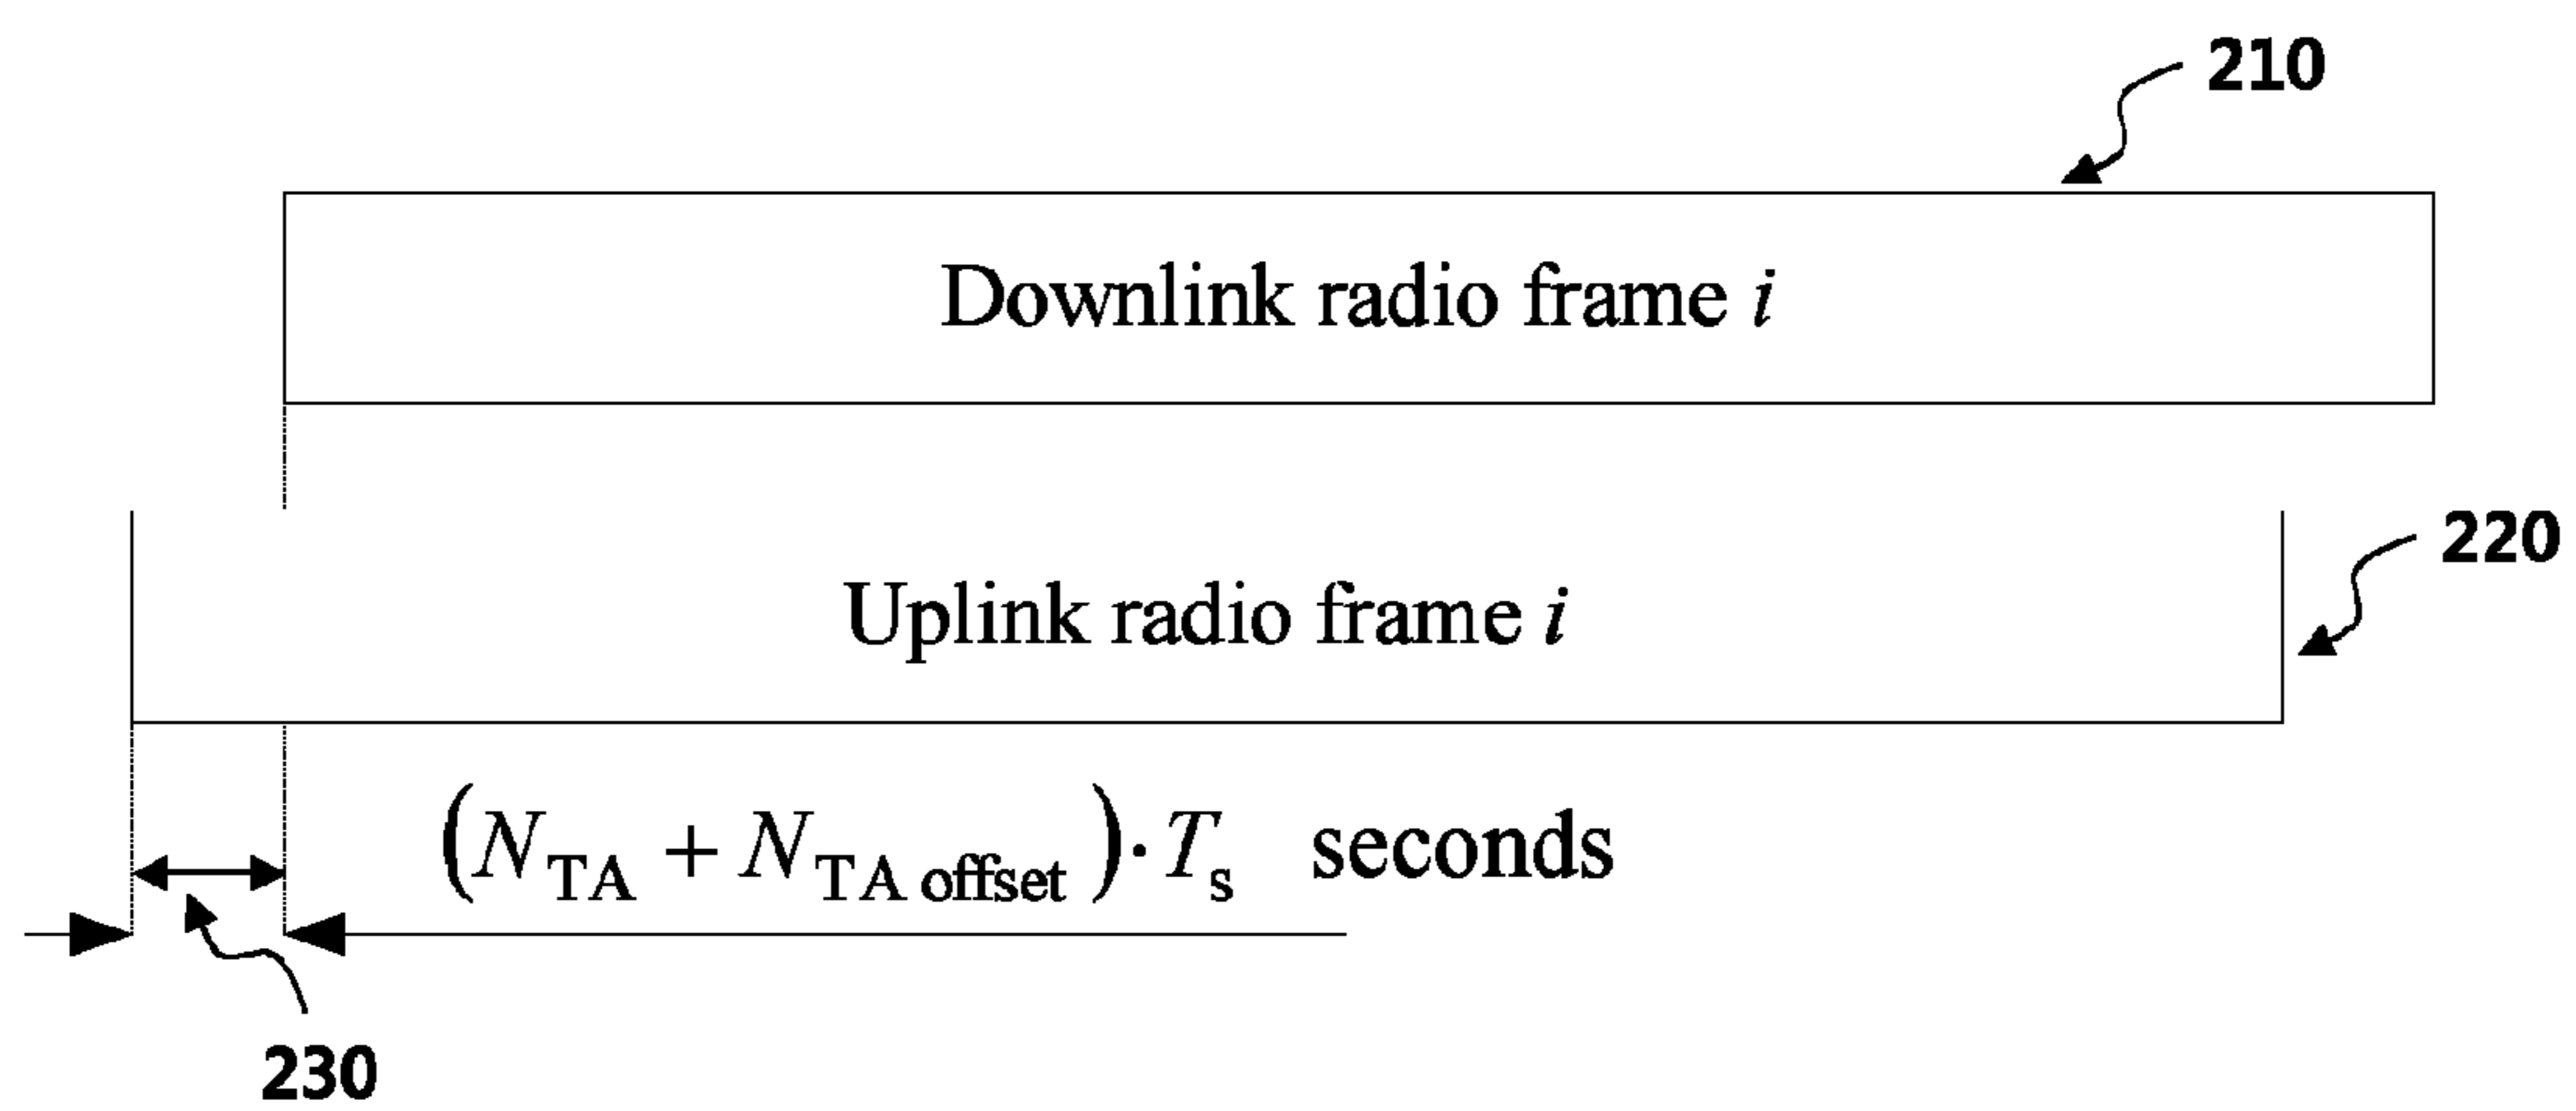 210
Downlink radio frame i
220
Uplink radio frame i
(N_TA + N_TA offset) · T_s seconds
230